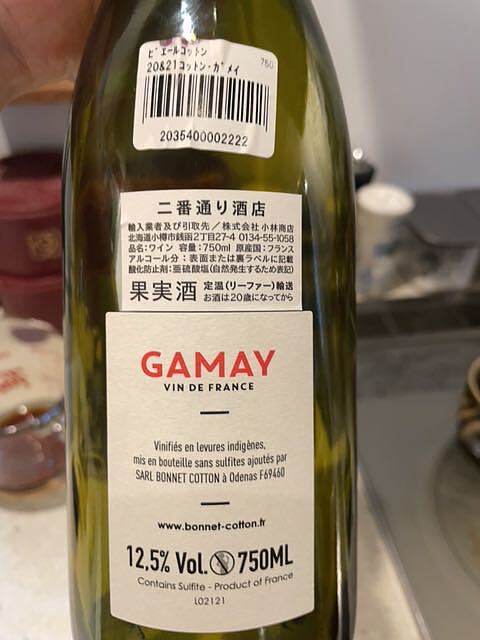 ピエールコットン
750
20&21コットン・ガメイ
2035400002222
二番通り酒店
輸入業者及び引取先／株式会社小林商店
北海道小樽市銭函2丁目27-4 0134-55-1058
品名:ワイン 容量:750ml 原産国:フランス
アルコール分：表面または裏ラベルに記載
酸化防止剤:亜硫酸塩(自然発生するため表記)
果実酒 定温(リーファー)輸送
お酒は20歳になってから
GAMAY
VIN DE FRANCE
Vinifiés en levures indigènes,
mis en bouteille sans sulfites ajoutés par
SARL BONNET COTTON à Odenas F69460
www.bonnet-cotton.fr
12.5% Vol. 750ML
Contains Sulfite - Product of France
L02121